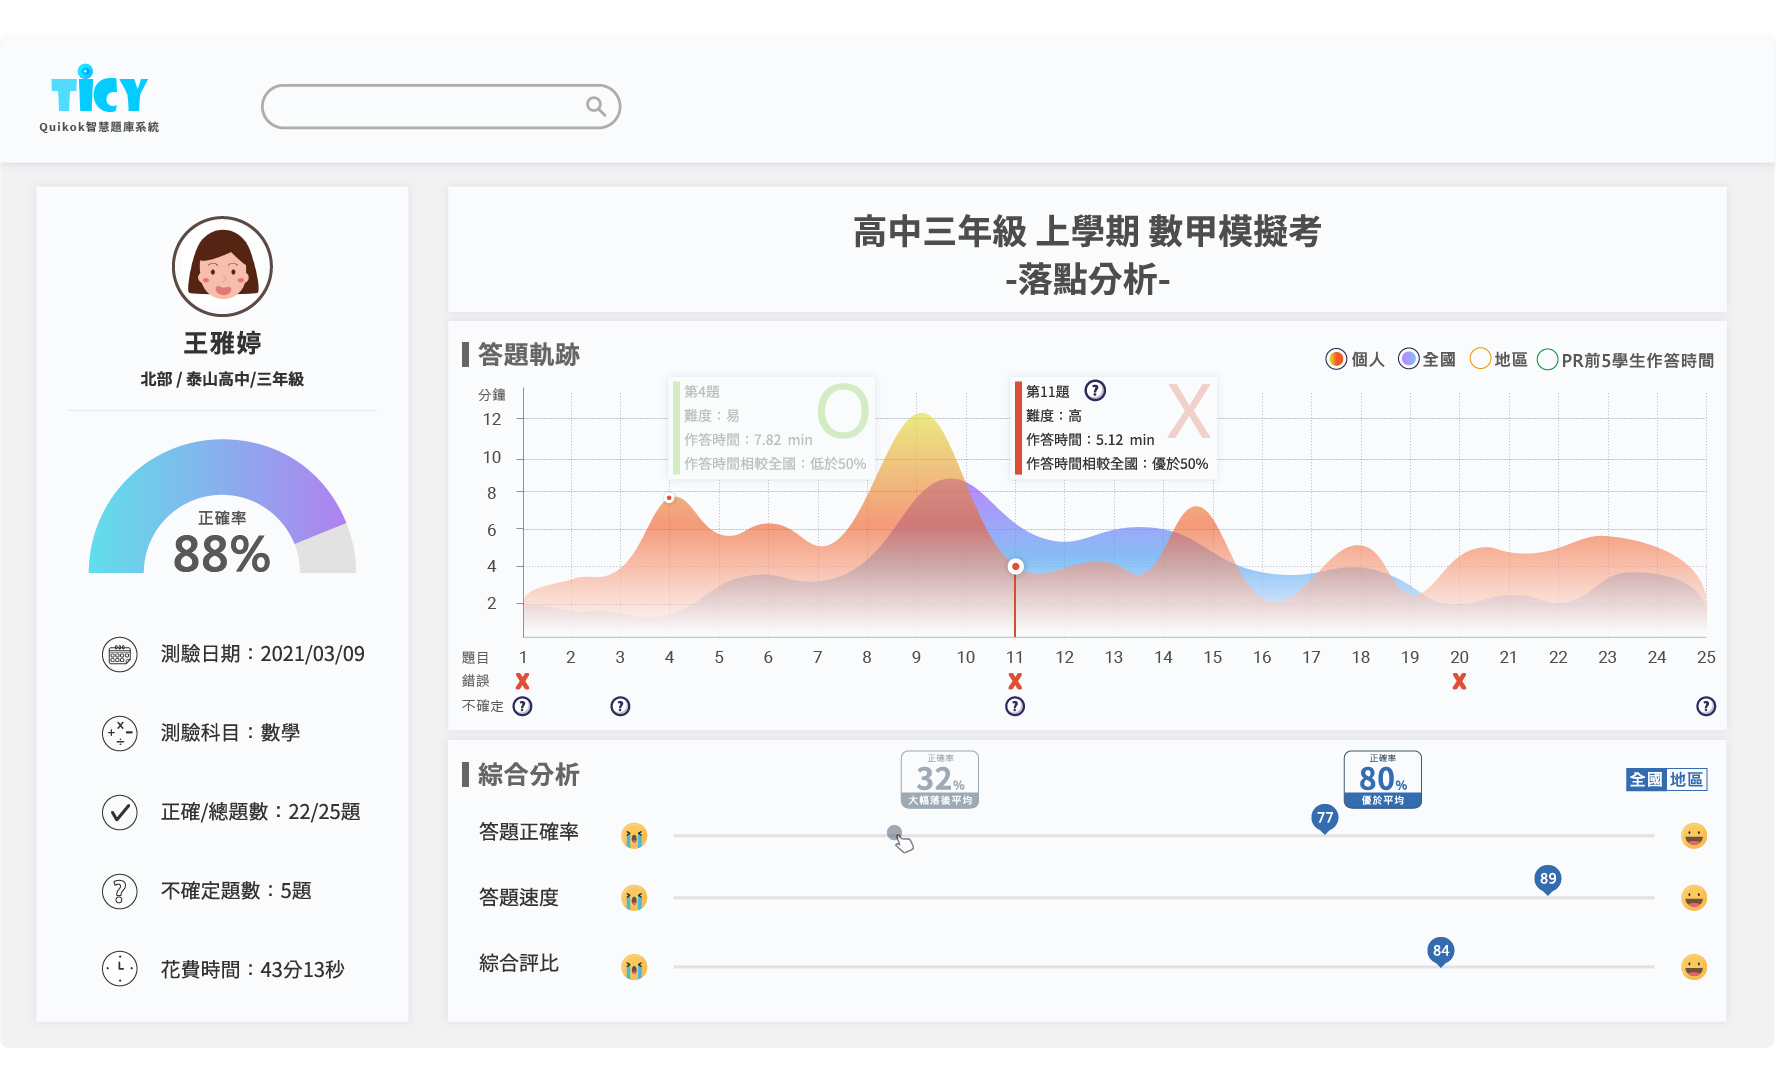 TiCY
Quikok智慧題庫系統
王雅婷
北部 / 泰山高中/三年級
正確率
88%
測驗日期：2021/03/09
測驗科目：數學
正確/總題數：22/25題
不確定題數：5題
花費時間：43分13秒
高中三年級 上學期 數甲模擬考
-落點分析-
答題軌跡
個人 全國 地區 PR前5學生作答時間
分鐘
12
10
8
6
4
2
第4題
難度：易
作答時間：7.82 min
作答時間相較全國：低於50%
O
第11題 ?
難度：高
作答時間：5.12 min
作答時間相較全國：優於50%
X
題目 1 2 3 4 5 6 7 8 9 10 11 12 13 14 15 16 17 18 19 20 21 22 23 24 25
錯誤 X X X
不確定 ? ? ? ?
綜合分析
正確率
32%
大幅落後平均
正確率
80%
優於平均
全國 地區
答題正確率
77
答題速度
89
綜合評比
84